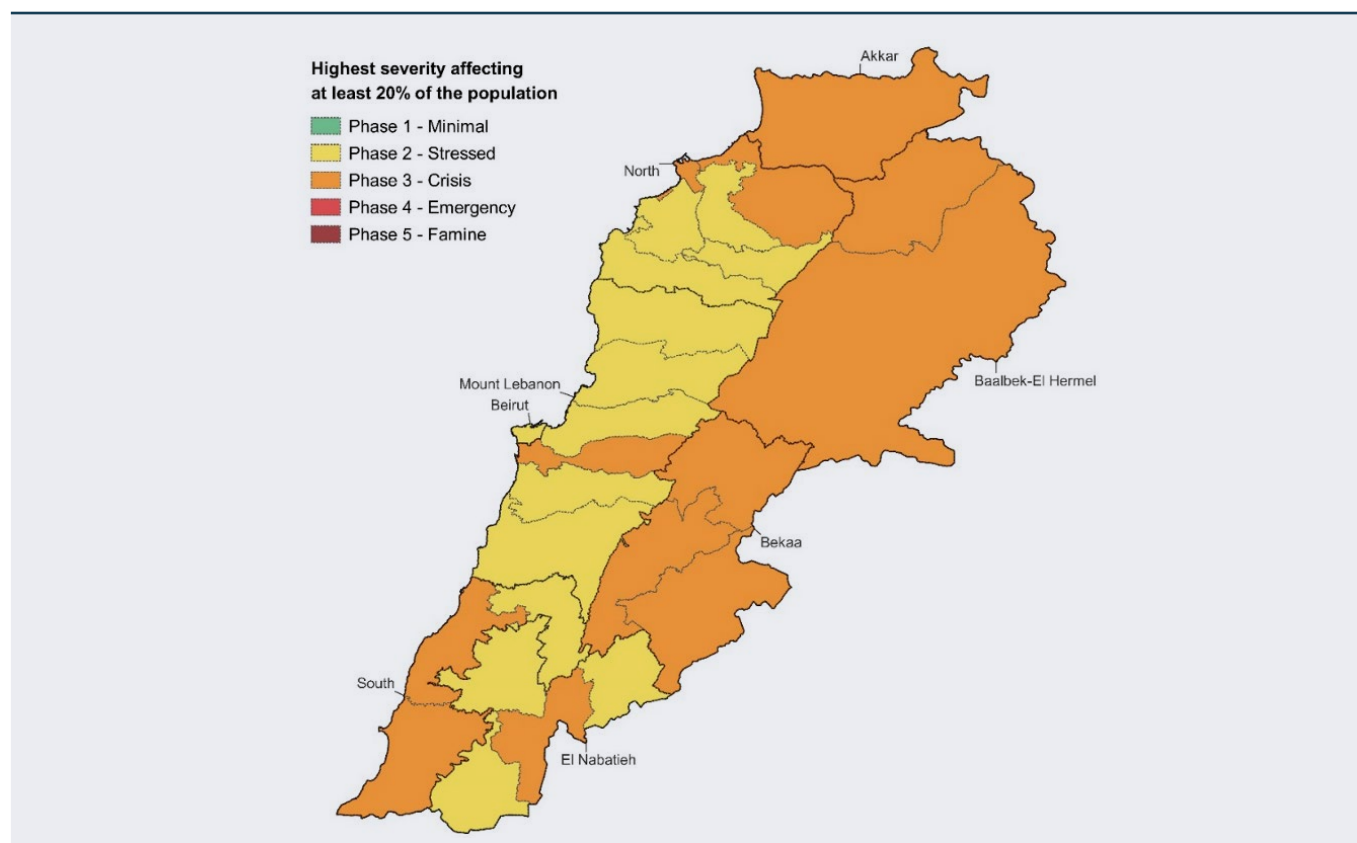 Highest severity affecting
at least 20% of the population
Phase 1 - Minimal
Phase 2 - Stressed
Phase 3 - Crisis
Phase 4 - Emergency
Phase 5 - Famine
Akkar
North
Baalbek-El Hermel
Mount Lebanon
Beirut
Bekaa
South
El Nabatieh